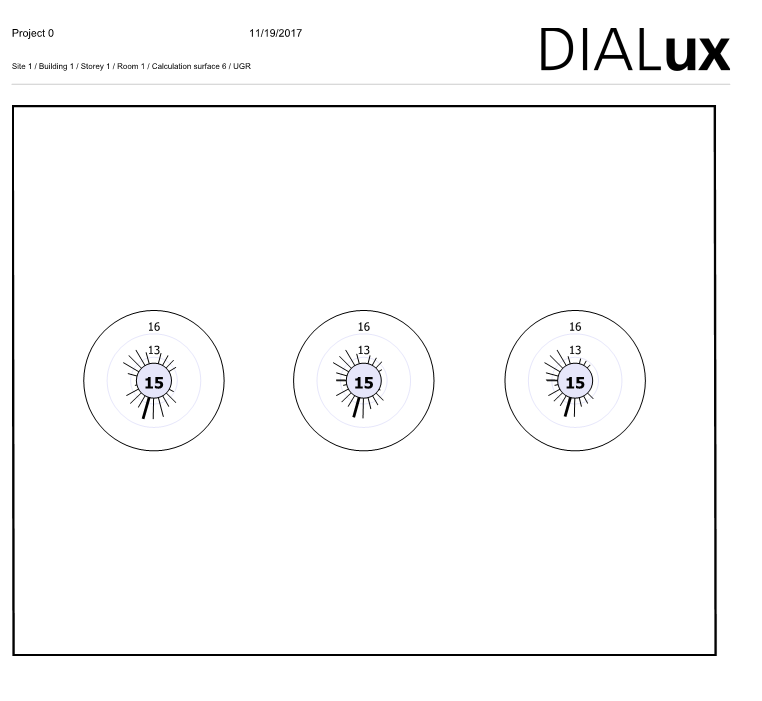 Project 0
11/19/2017
DIALux
Site 1 / Building 1 / Storey 1 / Room 1 / Calculation surface 6 / UGR
16 16 16
13 13 13
15 15 15